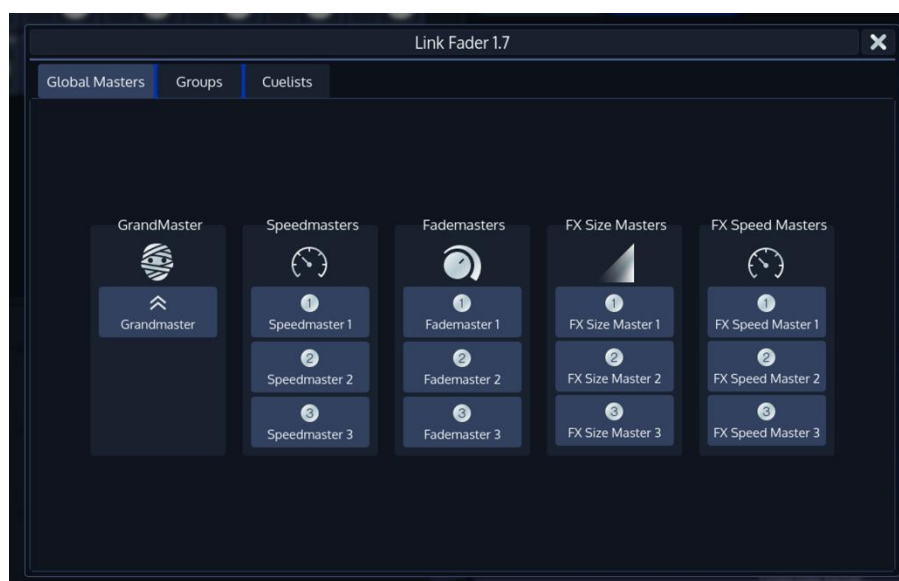 Link Fader 1.7
Global Masters Groups Cuelists
GrandMaster Speedmasters Fademasters FX Size Masters FX Speed Masters
1 1 1 1
Grandmaster Speedmaster 1 Fademaster 1 FX Size Master 1 FX Speed Master 1
2 2 2 2
Speedmaster 2 Fademaster 2 FX Size Master 2 FX Speed Master 2
3 3 3 3
Speedmaster 3 Fademaster 3 FX Size Master 3 FX Speed Master 3